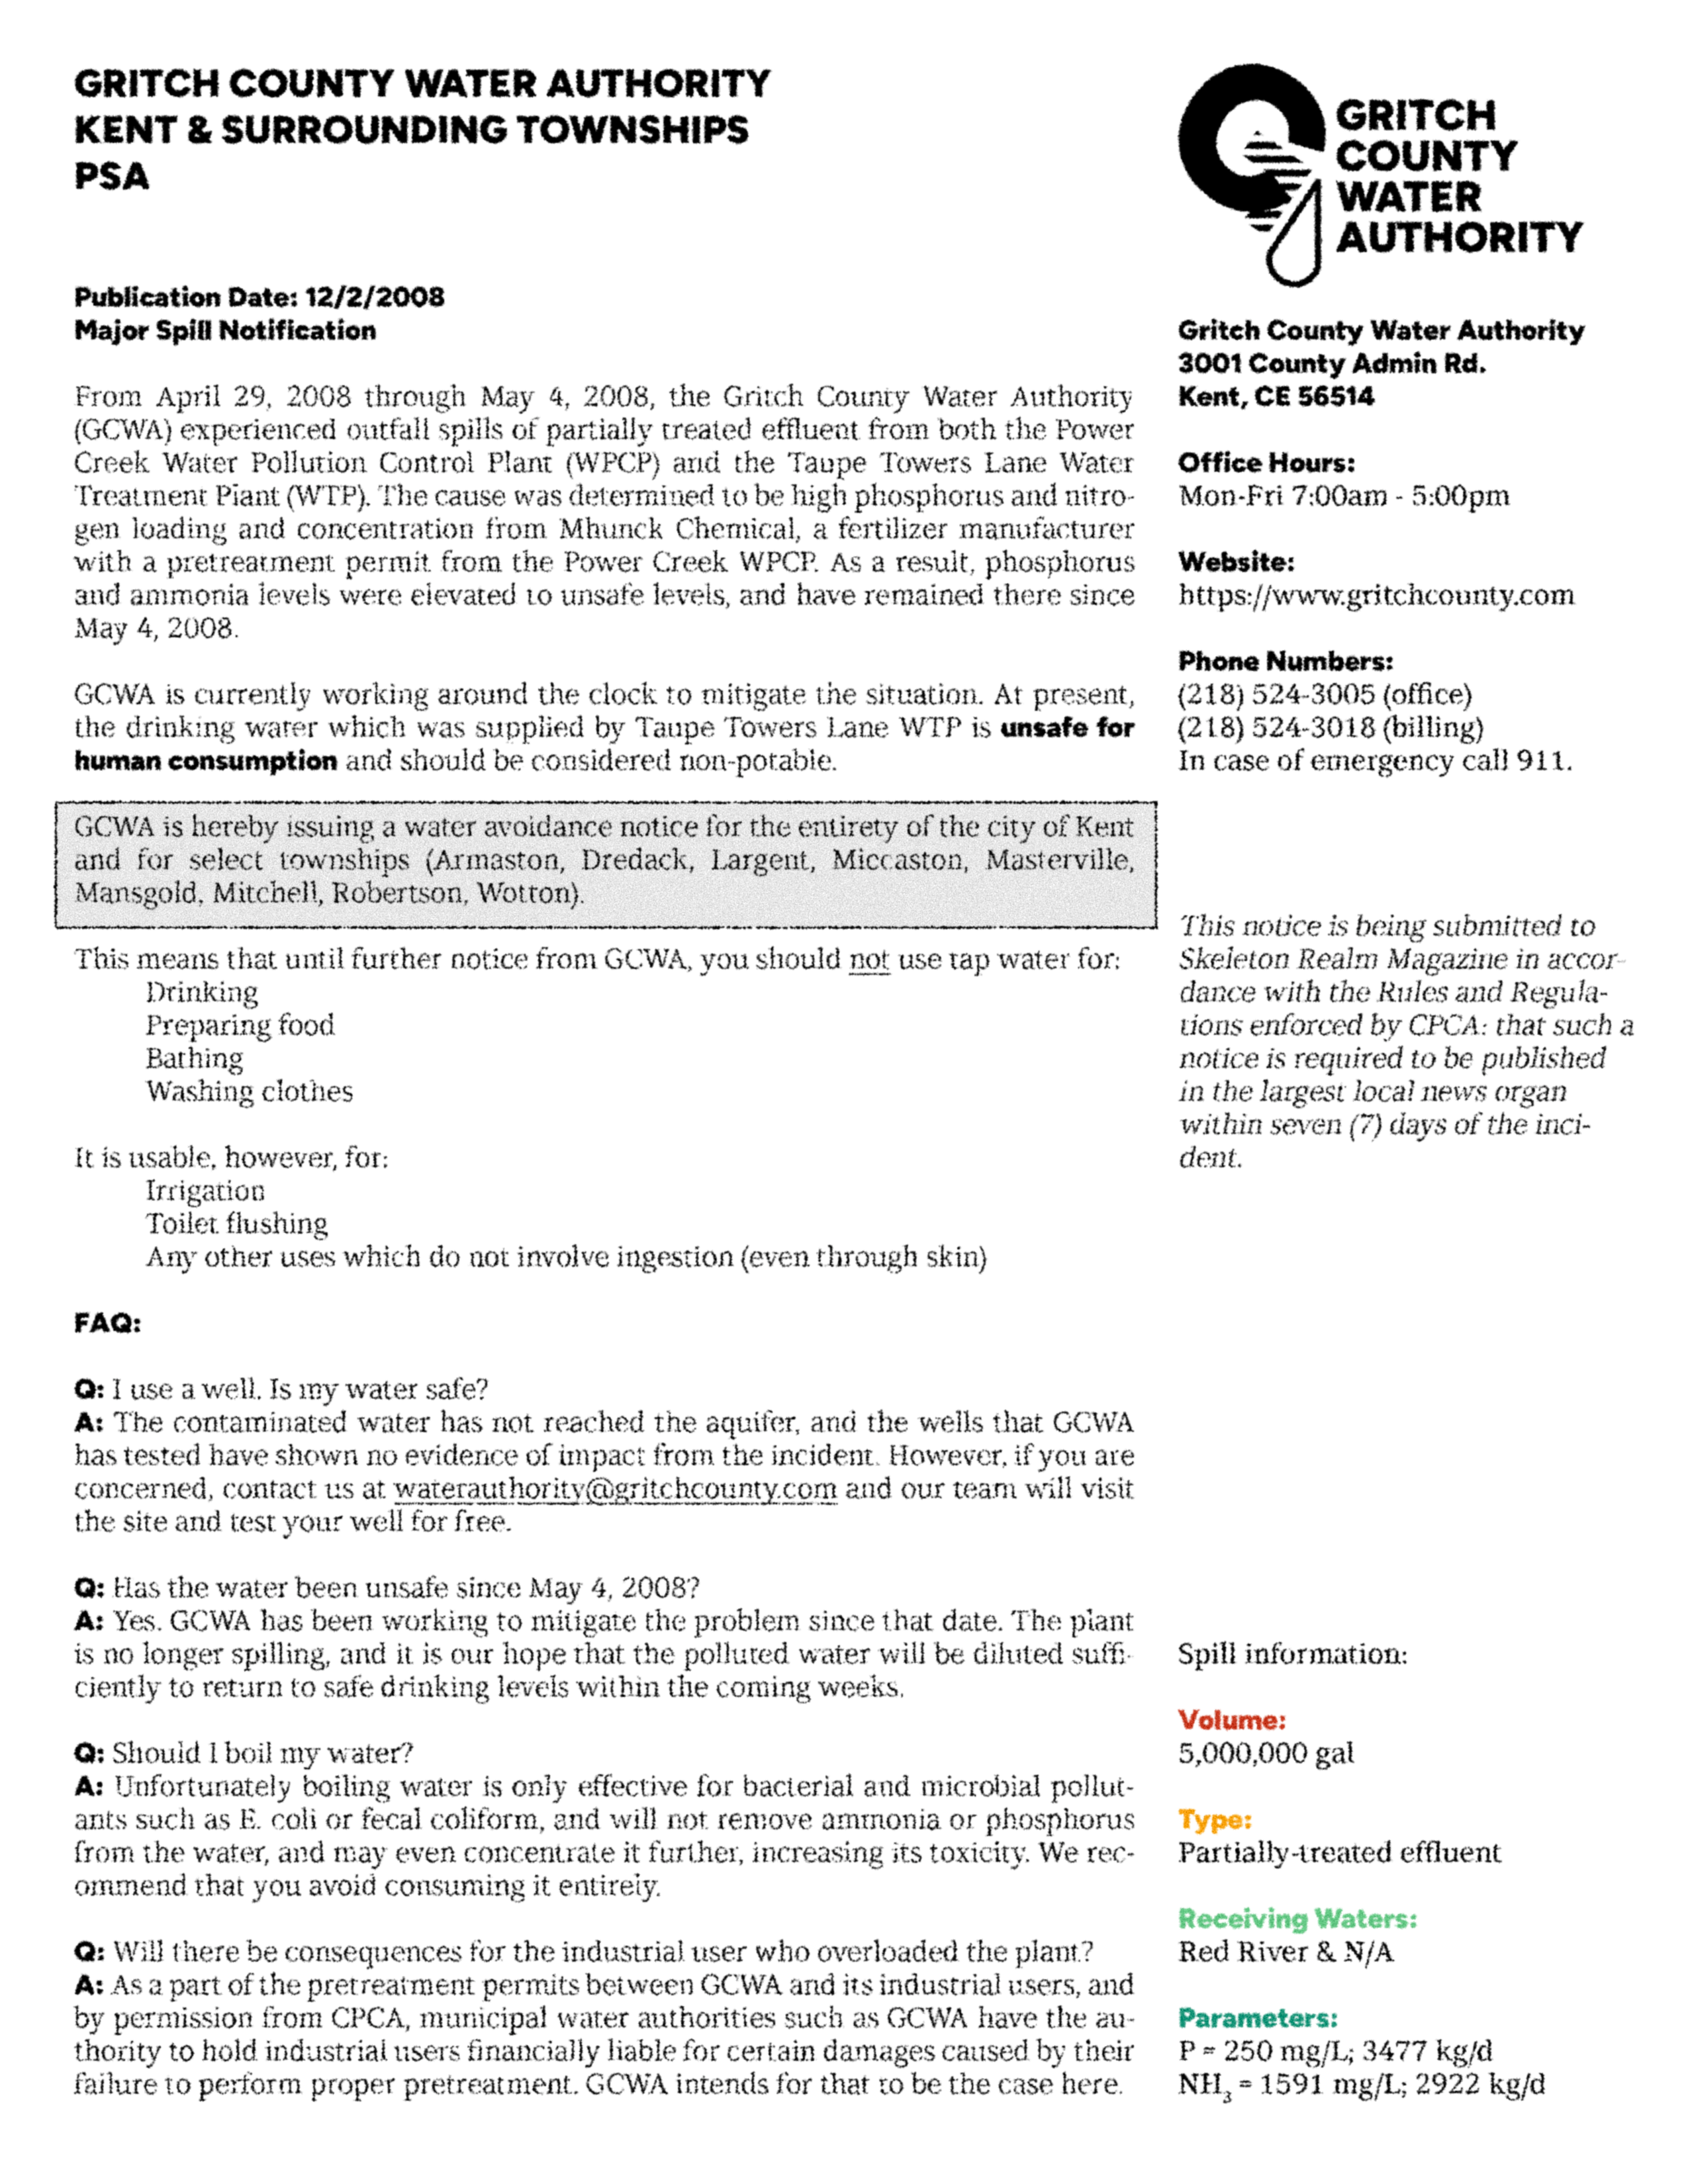 GRITCH COUNTY WATER AUTHORITY
KENT & SURROUNDING TOWNSHIPS
PSA
Publication Date: 12/2/2008
Major Spill Notification
From April 29, 2008 through May 4, 2008, the Gritch County Water Authority
(GCWA) experienced outfall spills of partially treated effluent from both the Power
Creek Water Pollution Control Plant (WPCP) and the Taupe Towers Lane Water
Treatment Plant (WTP). The cause was determined to be high phosphorus and nitro-
gen loading and concentration from Mhunck Chemical, a fertilizer manufacturer
with a pretreatment permit from the Power Creek WPCP. As a result, phosphorus
and ammonia levels were elevated to unsafe levels, and have remained there since
May 4, 2008.
GCWA is currently working around the clock to mitigate the situation. At present,
the drinking water which was supplied by Taupe Towers Lane WTP is unsafe for
human consumption and should be considered non-potable.
GCWA is hereby issuing a water avoidance notice for the entirety of the city of Kent
and for select townships (Armaston, Dredack, Largent, Miccaston, Masterville,
Mansgold, Mitchell, Robertson, Wotton).
This means that until further notice from GCWA, you should not use tap water for:
Drinking
Preparing food
Bathing
Washing clothes
It is usable, however, for:
Irrigation
Toilet flushing
Any other uses which do not involve ingestion (even through skin)
FAQ:
Q: I use a well. Is my water safe?
A: The contaminated water has not reached the aquifer, and the wells that GCWA
has tested have shown no evidence of impact from the incident. However, if you are
concerned, contact us at waterauthority@gritchcounty.com and our team will visit
the site and test your well for free.
Q: Has the water been unsafe since May 4, 2008?
A: Yes. GCWA has been working to mitigate the problem since that date. The plant
is no longer spilling, and it is our hope that the polluted water will be diluted suffi-
ciently to return to safe drinking levels within the coming weeks.
Q: Should I boil my water?
A: Unfortunately boiling water is only effective for bacterial and microbial pollut-
ants such as E. coli or fecal coliform, and will not remove ammonia or phosphorus
from the water, and may even concentrate it further, increasing its toxicity. We rec-
ommend that you avoid consuming it entirely.
Q: Will there be consequences for the industrial user who overloaded the plant?
A: As a part of the pretreatment permits between GCWA and its industrial users, and
by permission from CPCA, municipal water authorities such as GCWA have the au-
thority to hold industrial users financially liable for certain damages caused by their
failure to perform proper pretreatment. GCWA intends for that to be the case here.
GRITCH
COUNTY
WATER
AUTHORITY
Gritch County Water Authority
3001 County Admin Rd.
Kent, CE 56514
Office Hours:
Mon-Fri 7:00am - 5:00pm
Website:
https://www.gritchcounty.com
Phone Numbers:
(218) 524-3005 (office)
(218) 524-3018 (billing)
In case of emergency call 911.
This notice is being submitted to
Skeleton Realm Magazine in accor-
dance with the Rules and Regula-
tions enforced by CPCA: that such a
notice is required to be published
in the largest local news organ
within seven (7) days of the inci-
dent.
Spill information:
Volume:
5,000,000 gal
Type:
Partially-treated effluent
Receiving Waters:
Red River & N/A
Parameters:
P = 250 mg/L; 3477 kg/d
NH₃ = 1591 mg/L; 2922 kg/d